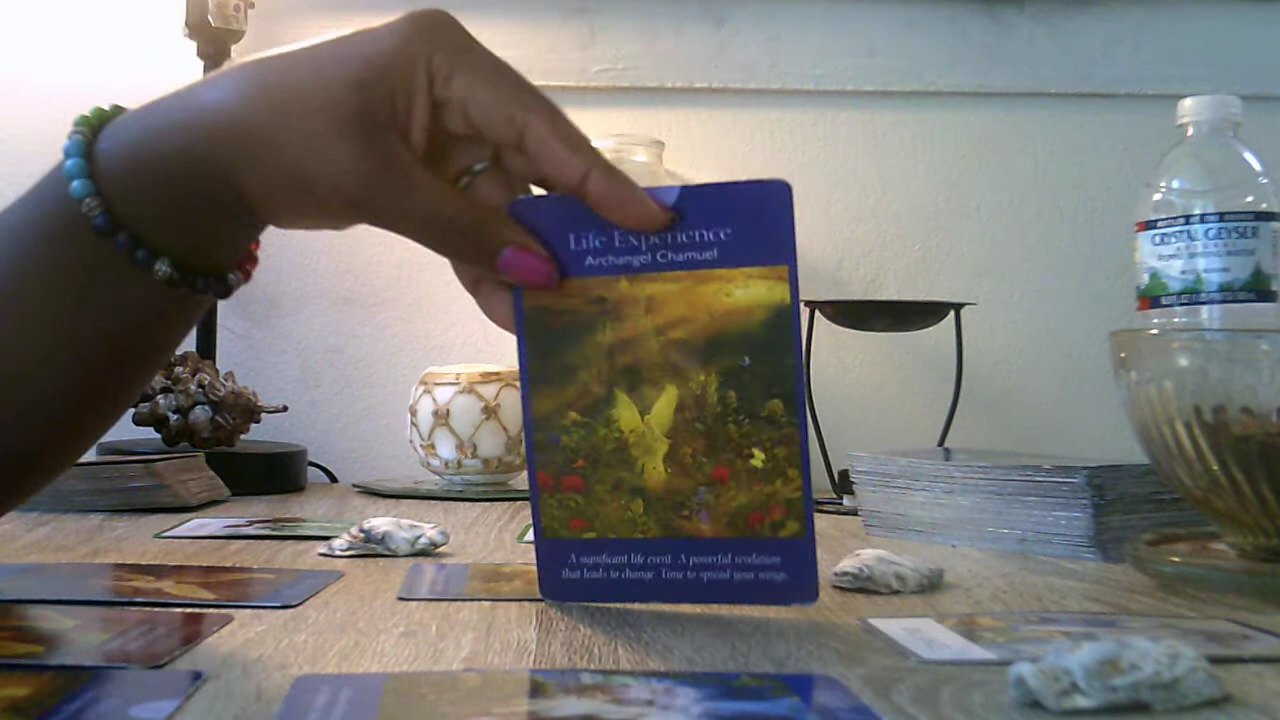 Life Experience
Archangel Chamuel
A significant life event. A powerful revelation
that leads to change. Time to spread your wings.
CRYSTAL GEYSER